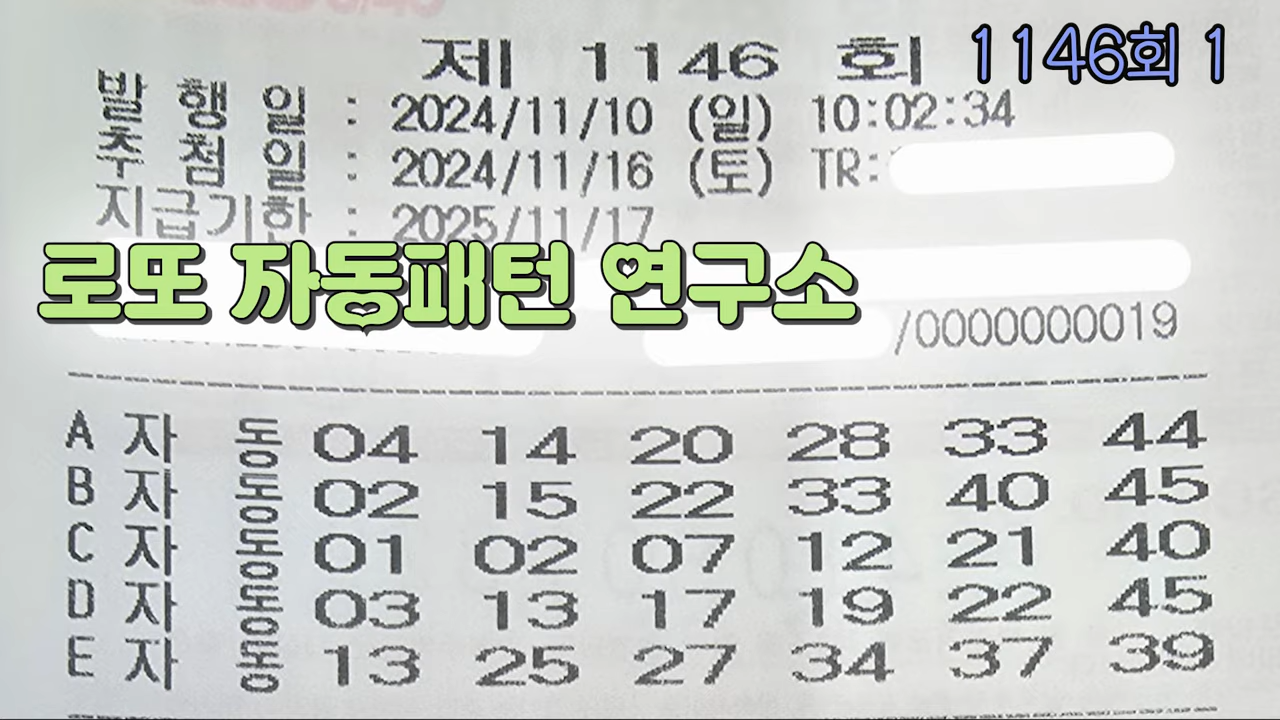 제 1146 회
1146회 1
발 행 일 : 2024/11/10 (일) 10:02:34
추 첨 일 : 2024/11/16 (토) TR:
지급기한 : 2025/11/17
로또 자동패턴 연구소
/0000000019
A 자 동 04 14 20 28 33 44
B 자 동 02 15 22 33 40 45
C 자 동 01 02 07 12 21 40
D 자 동 03 13 17 19 22 45
E 자 동 13 25 27 34 37 39